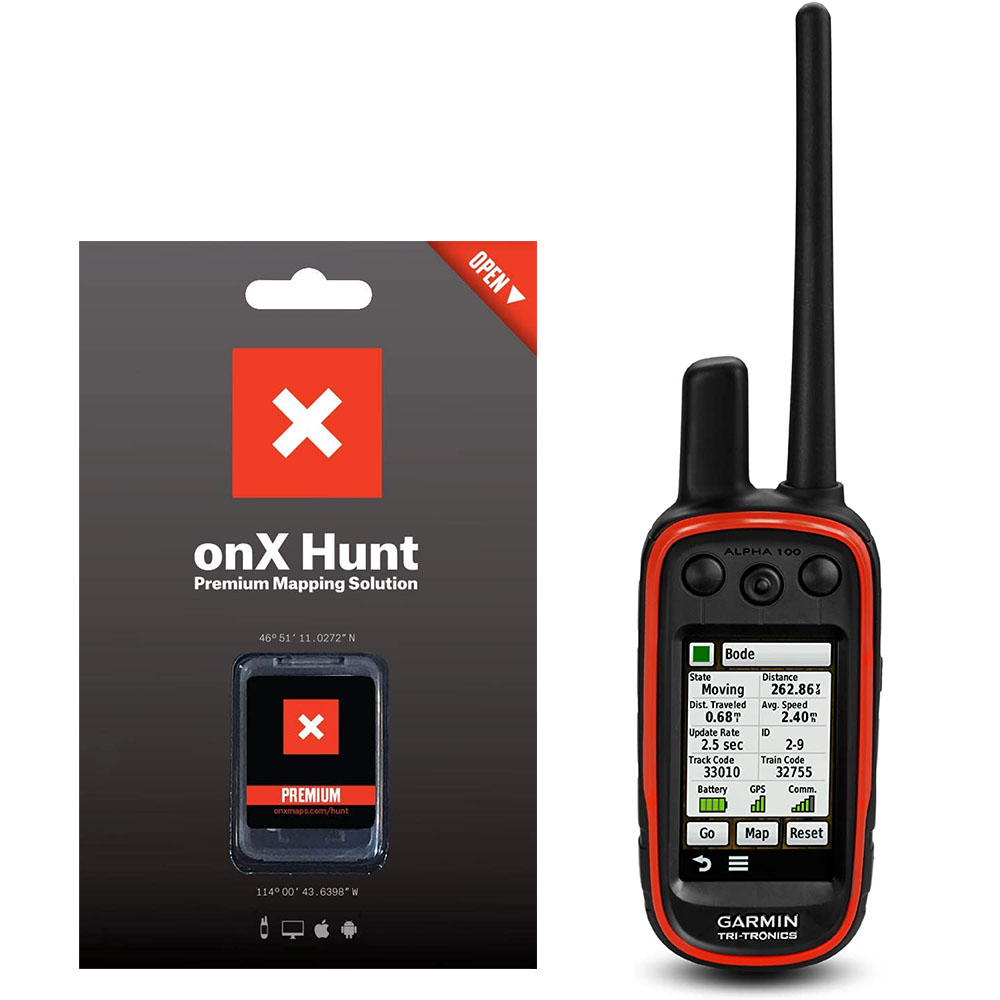 OPEN
onX Hunt
Premium Mapping Solution
46° 51' 11.0272" N
PREMIUM
onxmaps.com/hunt
114° 00' 43.6398" W
ALPHA 100
Bode
State
Moving
Distance
262.86 yd
Dist. Traveled
0.68 mi
Avg. Speed
2.40 mh
Update Rate
2.5 sec
ID
2-9
Track Code
33010
Train Code
32755
Battery
GPS
Comm.
Go
Map
Reset
GARMIN
TRI-TRONICS